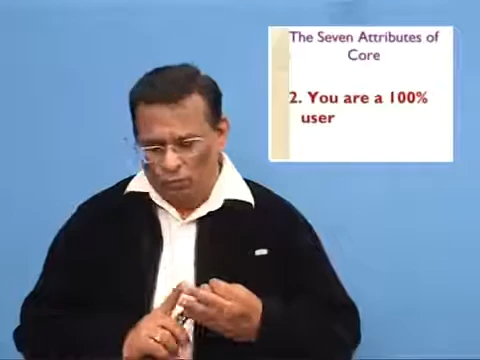 The Seven Attributes of
Core
2. You are a 100%
user